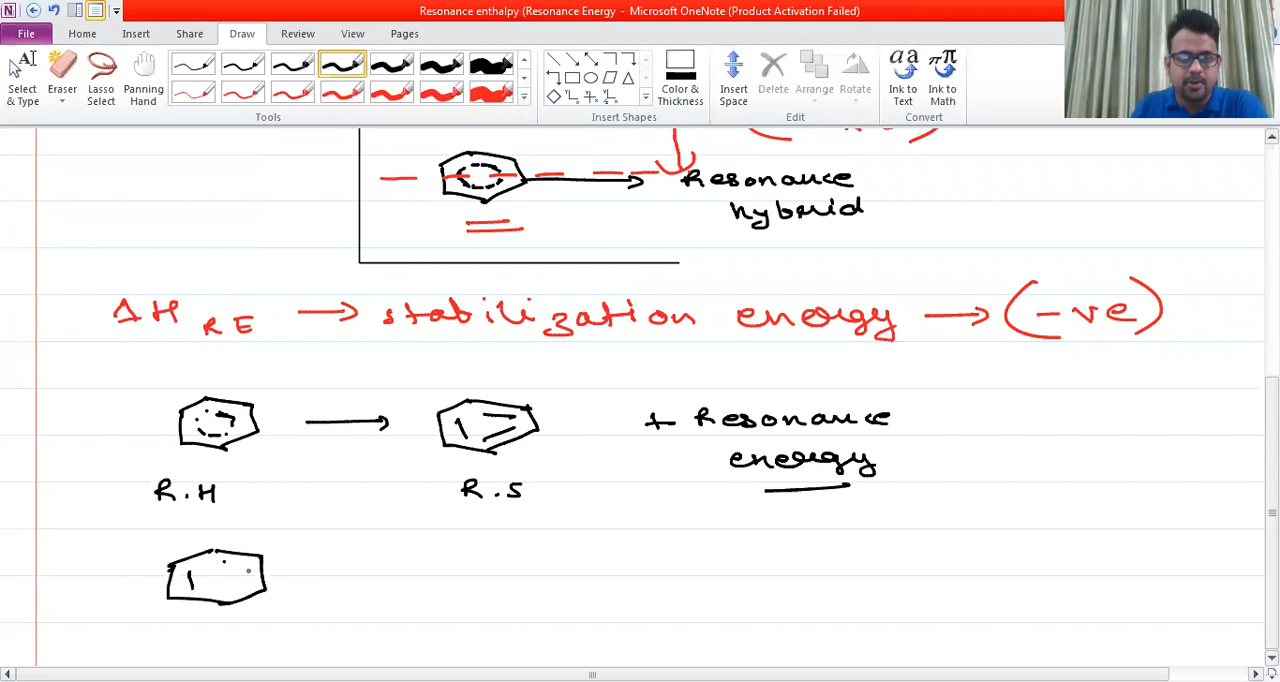 Resonance enthalpy (Resonance Energy - Microsoft OneNote (Product Activation Failed)
File Home Insert Share Draw Review View Pages
Select & Type Eraser Lasso Select Panning Hand Color & Thickness Insert Space Delete Arrange Rotate Ink to Text Ink to Math
Tools Insert Shapes Edit Convert
Resonance
hybrid
ΔH RE → stabilization energy → (-ve)
→ + Resonance
energy
R.H R.S